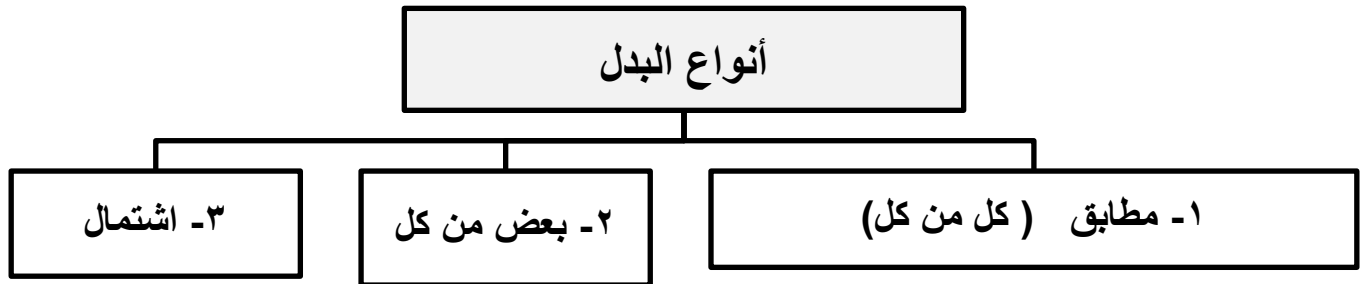 أنواع البدل
١- مطابق ( كل من كل)
٢- بعض من كل
٣- اشتمال